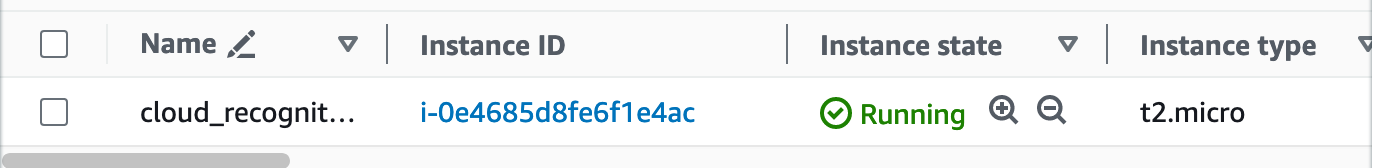 Name Instance ID Instance state Instance type
cloud_recognit... i-0e4685d8fe6f1e4ac Running t2.micro